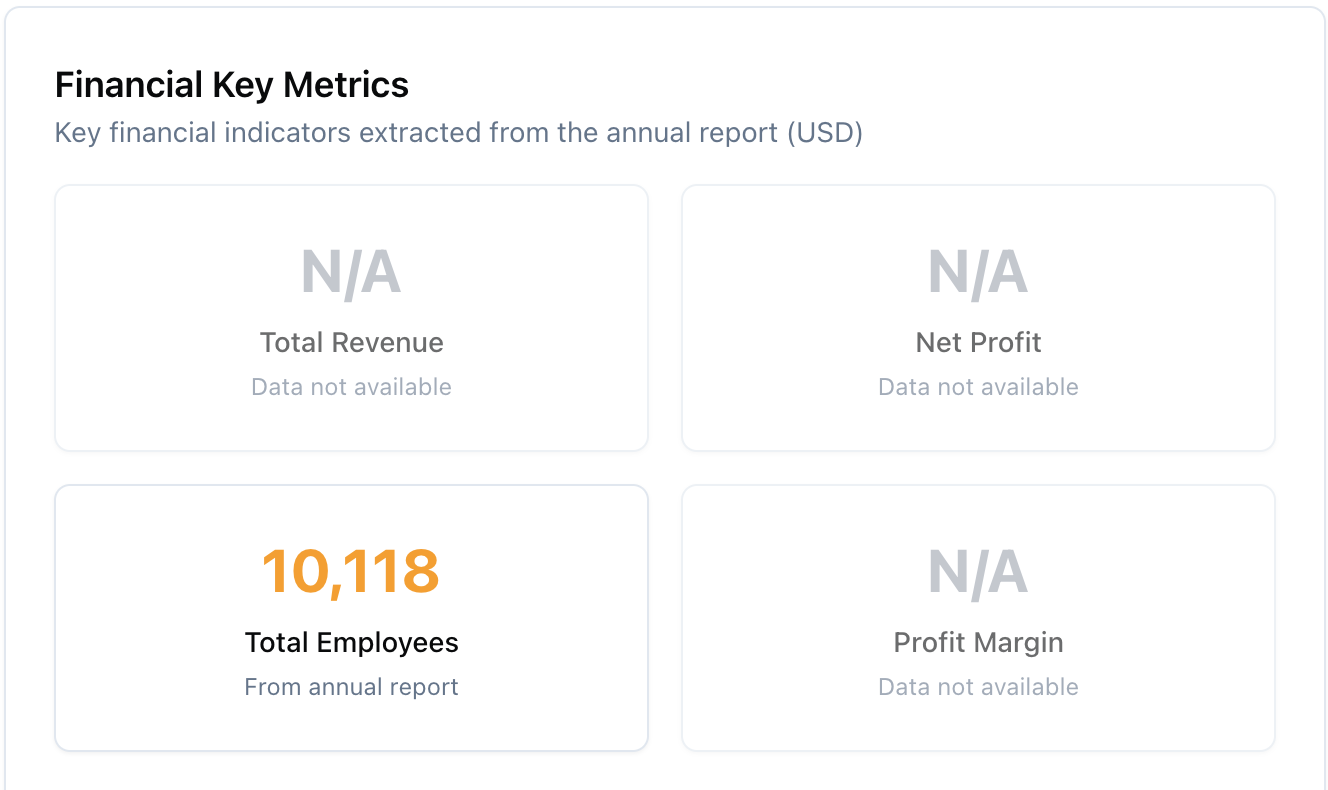 Financial Key Metrics
Key financial indicators extracted from the annual report (USD)
N/A
Total Revenue
Data not available
N/A
Net Profit
Data not available
10,118
Total Employees
From annual report
N/A
Profit Margin
Data not available